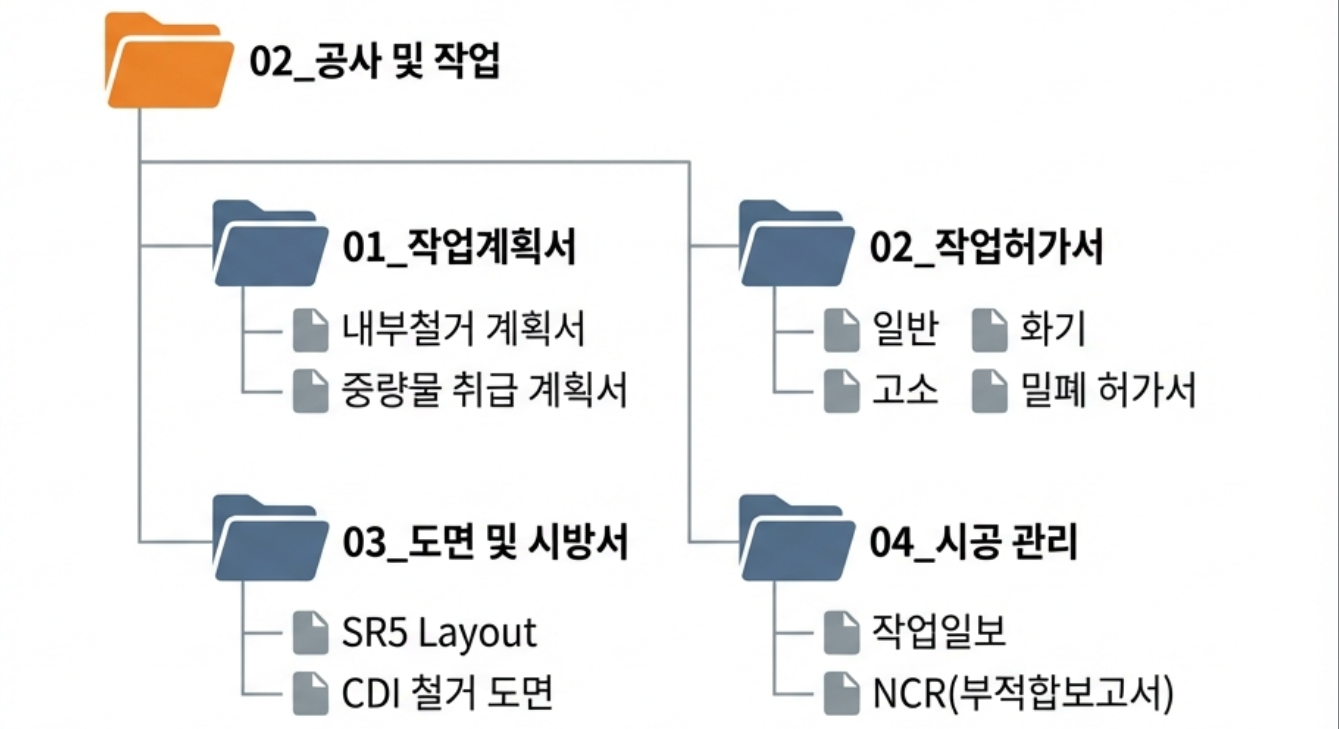 02_공사 및 작업
01_작업계획서
내부철거 계획서
중량물 취급 계획서
02_작업허가서
일반 화기
고소 밀폐 허가서
03_도면 및 시방서
SR5 Layout
CDI 철거 도면
04_시공 관리
작업일보
NCR(부적합보고서)